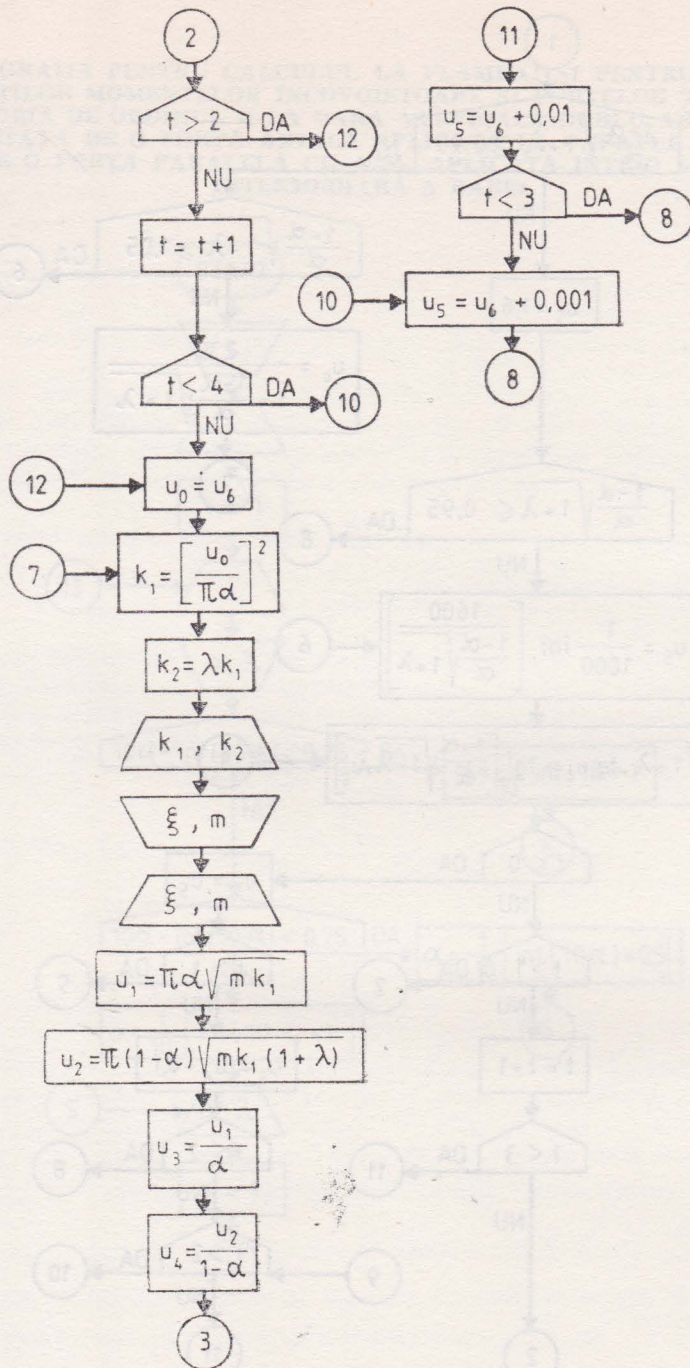 2
t > 2 DA
12
NU
t = t+1
t < 4 DA
10
NU
12
u₀ = u₆
7
k₁ = [u₀/πα]²
k₂ = λk₁
k₁ , k₂
ξ , m
ξ , m
u₁ = πα√(mk₁)
u₂ = π(1-α)√(mk₁(1+λ))
u₃ = u₁/α
u₄ = u₂/(1-α)
3
11
u₅ = u₆ + 0,01
t < 3 DA
8
NU
10
u₅ = u₆ + 0,001
8